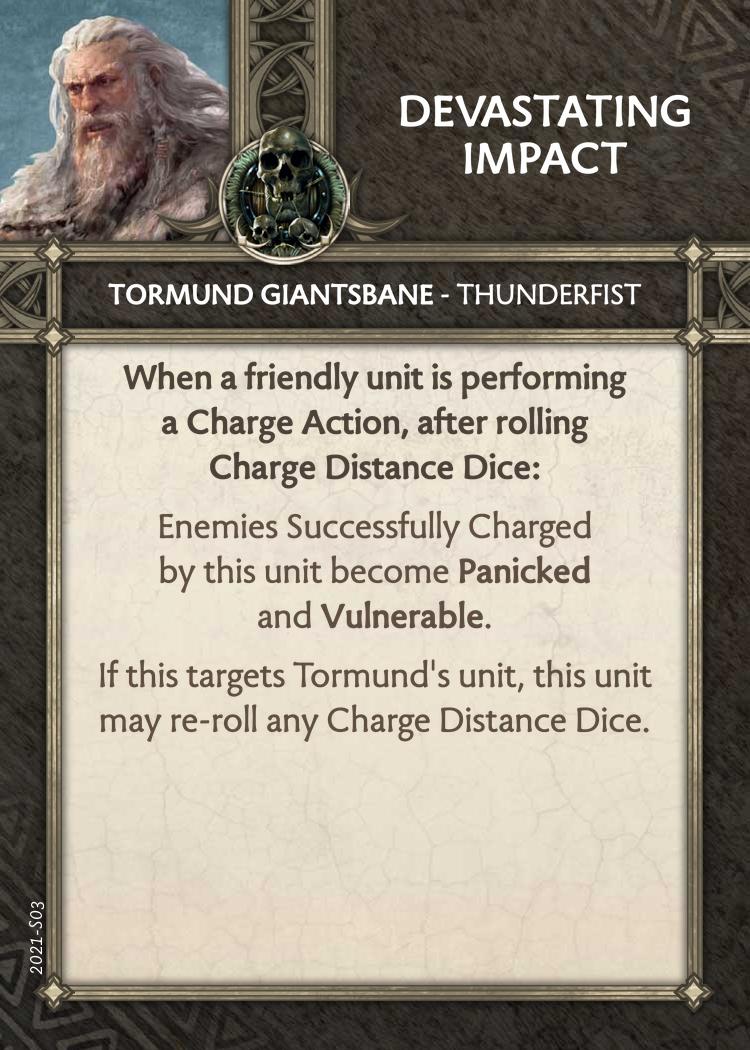 DEVASTATING
IMPACT
TORMUND GIANTSBANE - THUNDERFIST
When a friendly unit is performing
a Charge Action, after rolling
Charge Distance Dice:
Enemies Successfully Charged
by this unit become Panicked
and Vulnerable.
If this targets Tormund's unit, this unit
may re-roll any Charge Distance Dice.
2021-S03